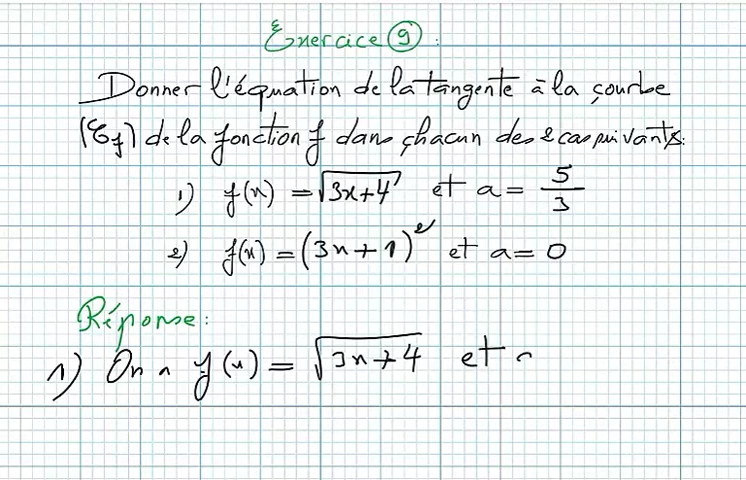 Exercice 9 :
Donner l'équation de la tangente à la courbe
(Cf) de la fonction f dans chacun des 2 cas suivants:
1) f(x) = √3x+4 et a = 5/3
2) f(x) = (3x+1)² et a = 0
Réponse:
1) On a f(x) = √3x+4 et